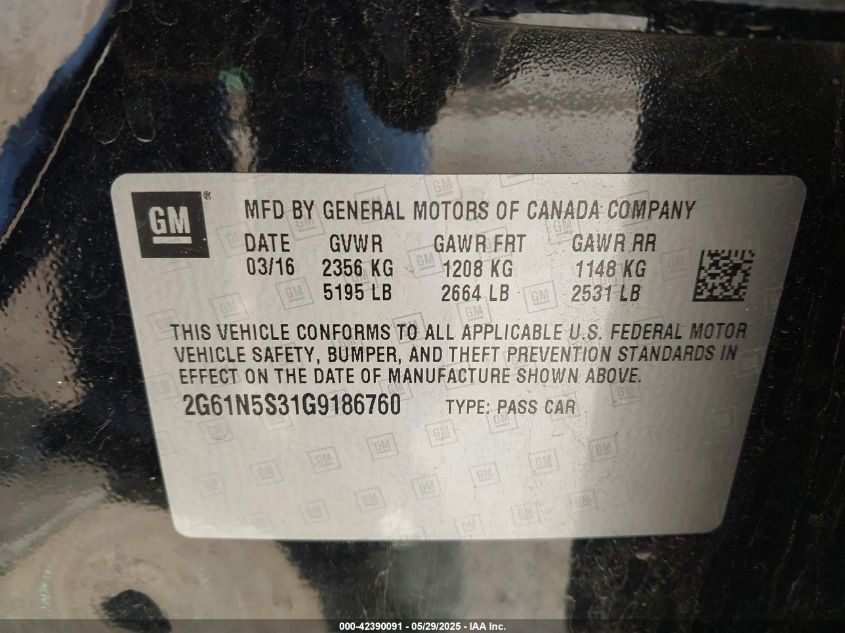 GM ® MFD BY GENERAL MOTORS OF CANADA COMPANY
DATE GVWR GAWR FRT GAWR RR
03/16 2356 KG 1208 KG 1148 KG
5195 LB 2664 LB 2531 LB
THIS VEHICLE CONFORMS TO ALL APPLICABLE U.S. FEDERAL MOTOR
VEHICLE SAFETY, BUMPER, AND THEFT PREVENTION STANDARDS IN
EFFECT ON THE DATE OF MANUFACTURE SHOWN ABOVE.
2G61N5S31G9186760 TYPE: PASS CAR
000-42390091 - 05/29/2025 - IAA Inc.